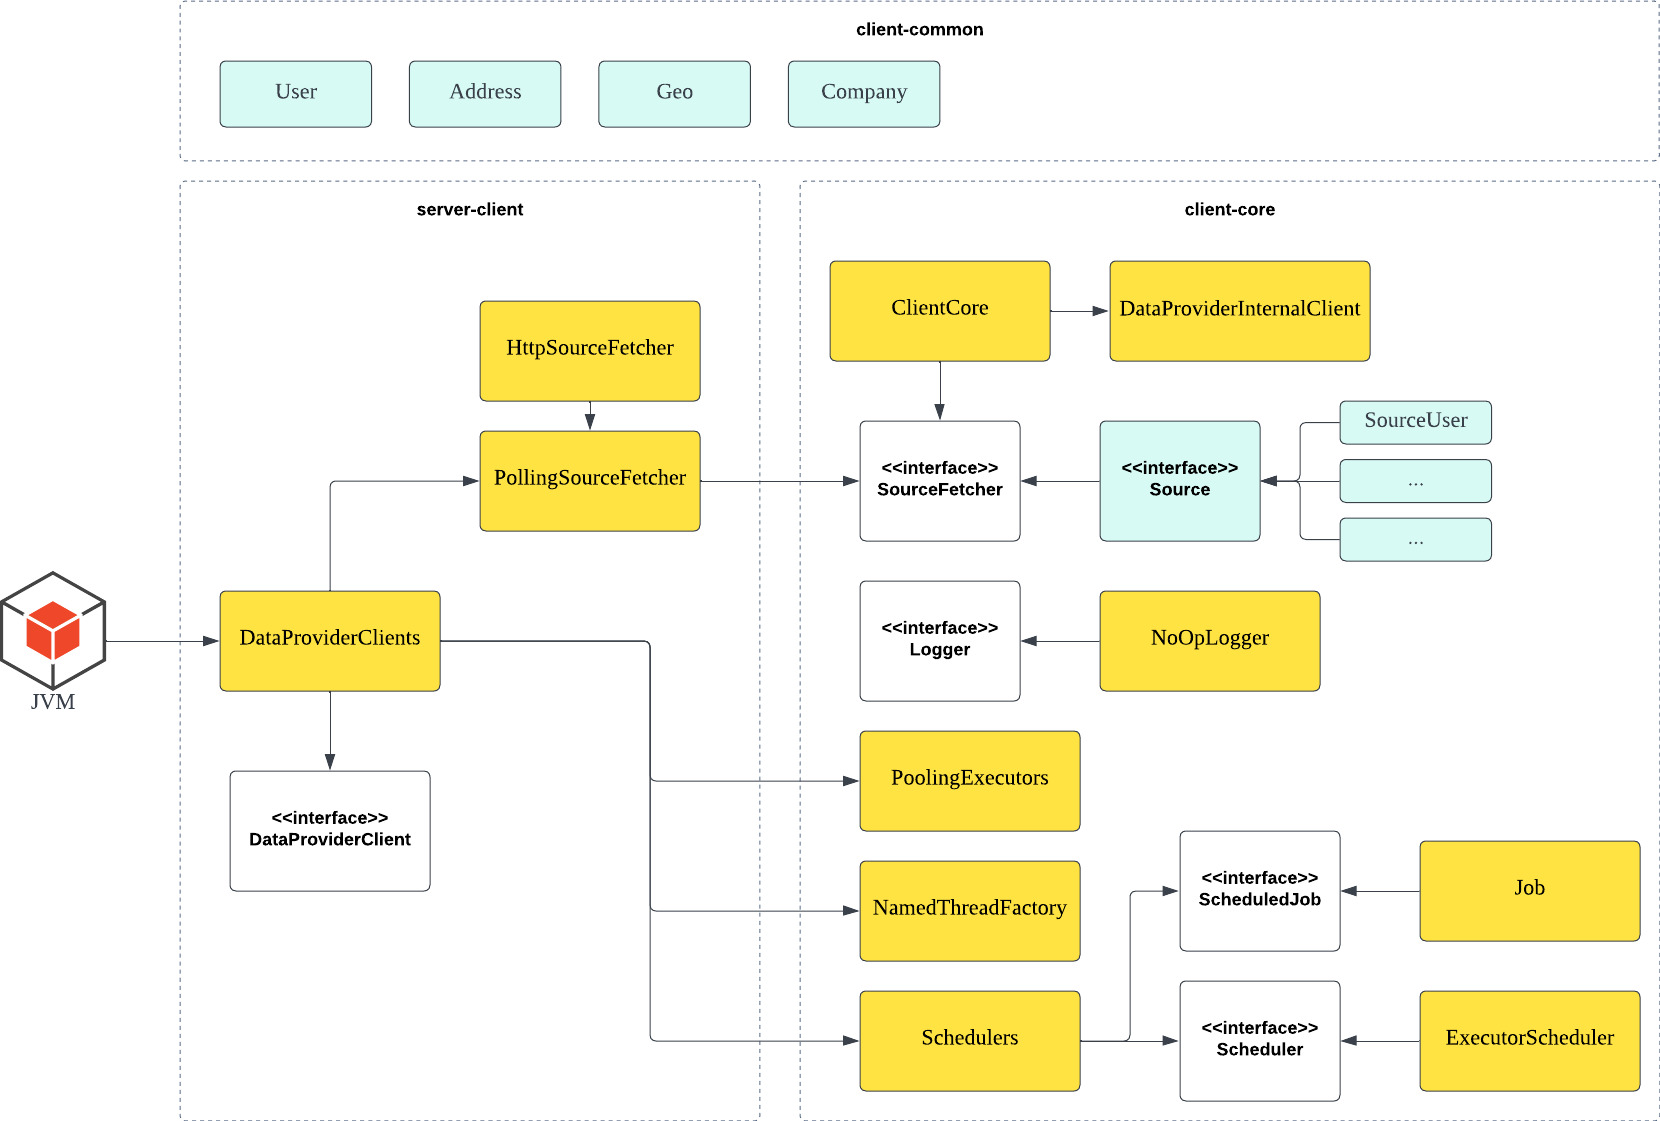 client-common
User
Address
Geo
Company
server-client
HttpSourceFetcher
PollingSourceFetcher
DataProviderClients
JVM
<<interface>>
DataProviderClient
client-core
ClientCore
DataProviderInternalClient
<<interface>>
SourceFetcher
<<interface>>
Source
SourceUser
...
...
<<interface>>
Logger
NoOpLogger
PoolingExecutors
NamedThreadFactory
<<interface>>
ScheduledJob
Job
Schedulers
<<interface>>
Scheduler
ExecutorScheduler